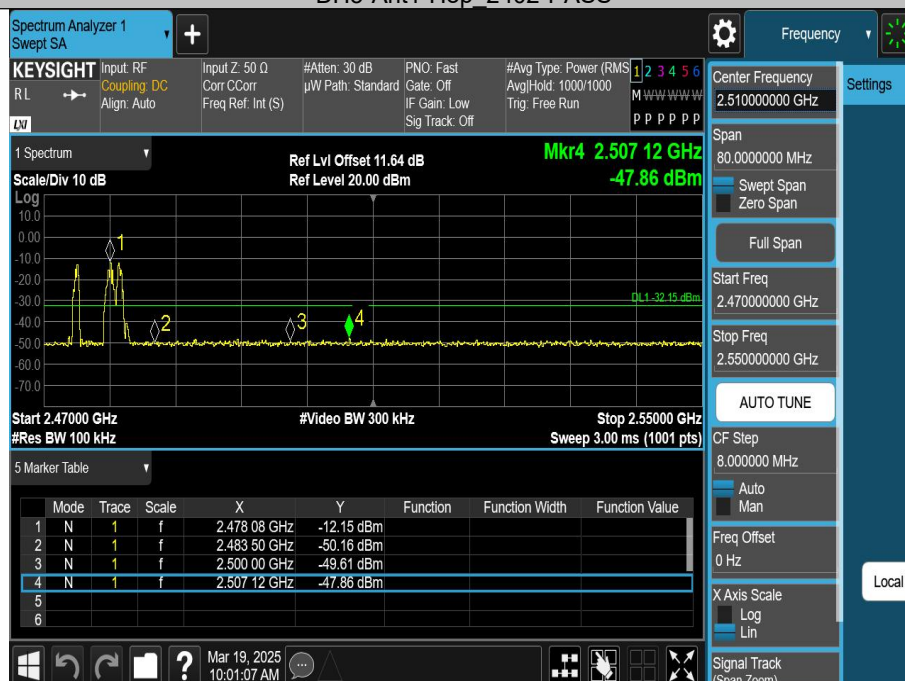 Spectrum Analyzer 1
Swept SA
+
Frequency
KEYSIGHT
RL
LXI
Input: RF
Coupling: DC
Align: Auto
Input Z: 50 Ω
Corr CCorr
Freq Ref: Int (S)
#Atten: 30 dB
µW Path: Standard
PNO: Fast
Gate: Off
IF Gain: Low
Sig Track: Off
#Avg Type: Power (RMS
Avg|Hold: 1000/1000
Trig: Free Run
1 2 3 4 5 6
M W W W W W
P P P P P P
1 Spectrum
Scale/Div 10 dB
Ref Lvl Offset 11.64 dB
Ref Level 20.00 dBm
Mkr4 2.507 12 GHz
-47.86 dBm
Log
10.0
0.00
-10.0
-20.0
-30.0
-40.0
-50.0
-60.0
-70.0
1
2
3
4
DL1 -32.15 dBm
Start 2.47000 GHz
#Video BW 300 kHz
Stop 2.55000 GHz
#Res BW 100 kHz
Sweep 3.00 ms (1001 pts)
5 Marker Table
Mode Trace Scale X Y Function Function Width Function Value
1 N 1 f 2.478 08 GHz -12.15 dBm
2 N 1 f 2.483 50 GHz -50.16 dBm
3 N 1 f 2.500 00 GHz -49.61 dBm
4 N 1 f 2.507 12 GHz -47.86 dBm
5
6
?
Mar 19, 2025
10:01:07 AM
Center Frequency
2.510000000 GHz
Settings
Span
80.0000000 MHz
Swept Span
Zero Span
Full Span
Start Freq
2.470000000 GHz
Stop Freq
2.550000000 GHz
AUTO TUNE
CF Step
8.000000 MHz
Auto
Man
Freq Offset
0 Hz
Local
X Axis Scale
Log
Lin
Signal Track
(Span Zoom)